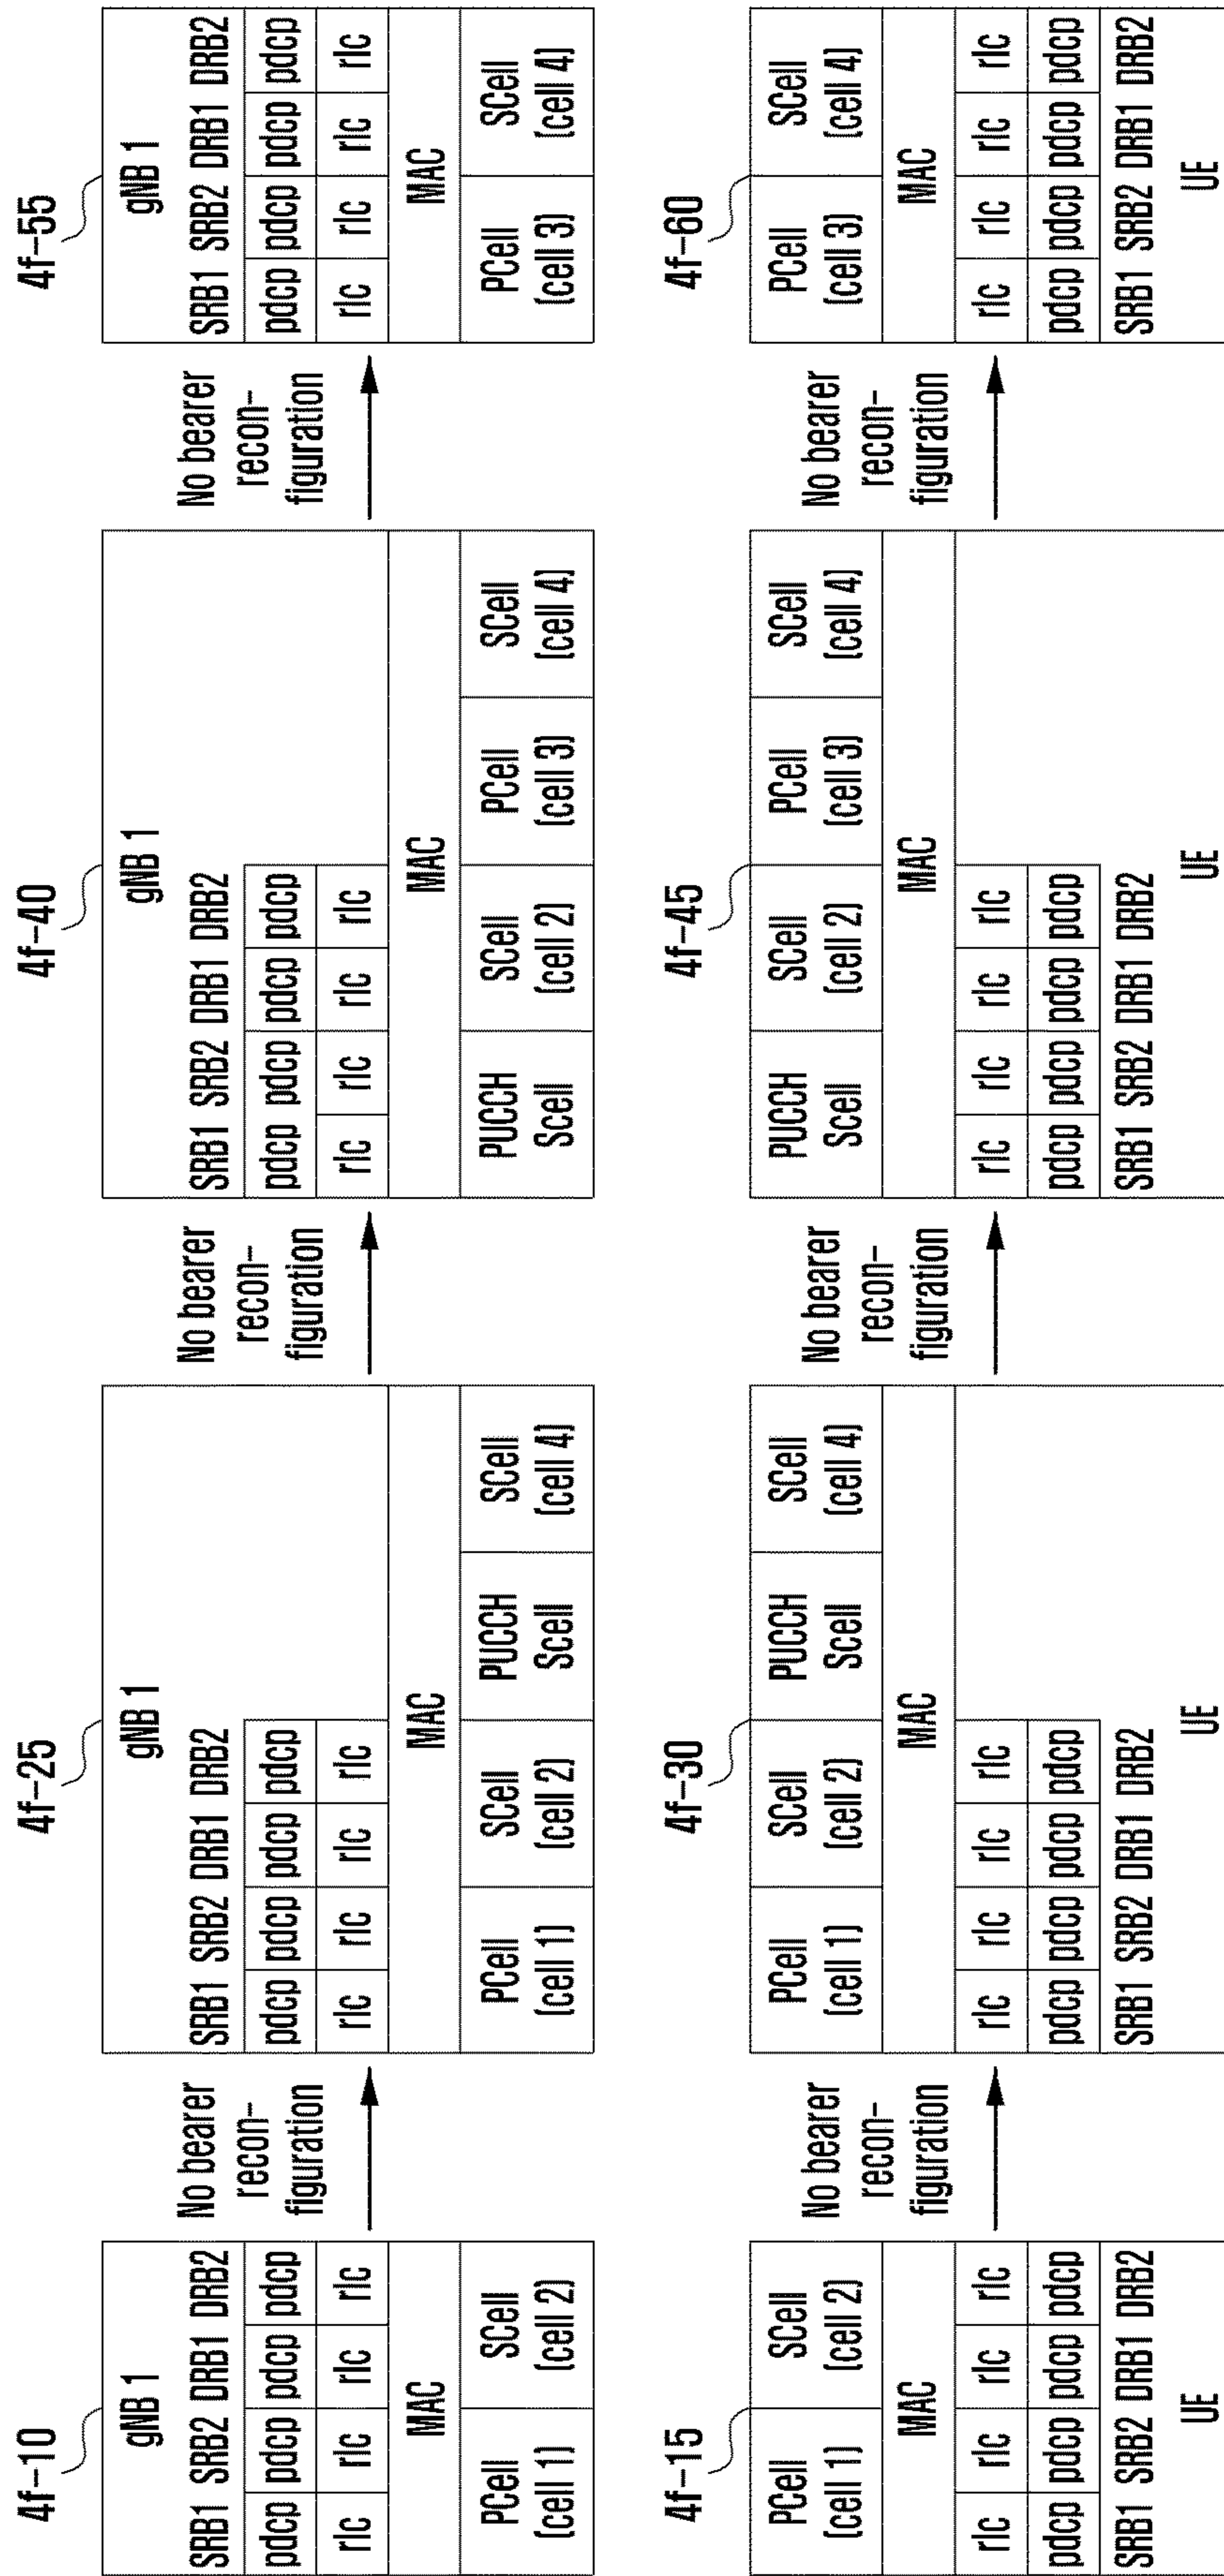 4f-10
gNB 1
SRB1 SRB2 DRB1 DRB2
pdcp pdcp pdcp pdcp
rlc rlc rlc rlc
MAC
PCell
(cell 1)
SCell
(cell 2)
No bearer
recon-
figuration
4f-25
gNB 1
SRB1 SRB2 DRB1 DRB2
pdcp pdcp pdcp pdcp
rlc rlc rlc rlc
MAC
PCell
(cell 1)
SCell
(cell 2)
PUCCH
Scell
SCell
(cell 4)
No bearer
recon-
figuration
4f-40
gNB 1
SRB1 SRB2 DRB1 DRB2
pdcp pdcp pdcp pdcp
rlc rlc rlc rlc
MAC
PUCCH
Scell
SCell
(cell 2)
PCell
(cell 3)
SCell
(cell 4)
No bearer
recon-
figuration
4f-55
gNB 1
SRB1 SRB2 DRB1 DRB2
pdcp pdcp pdcp pdcp
rlc rlc rlc rlc
MAC
PCell
(cell 3)
SCell
(cell 4)
4f-15
PCell
(cell 1)
SCell
(cell 2)
MAC
rlc rlc rlc rlc
pdcp pdcp pdcp pdcp
SRB1 SRB2 DRB1 DRB2
UE
No bearer
recon-
figuration
4f-30
PCell
(cell 1)
SCell
(cell 2)
PUCCH
Scell
SCell
(cell 4)
MAC
rlc rlc rlc rlc
pdcp pdcp pdcp pdcp
SRB1 SRB2 DRB1 DRB2
UE
No bearer
recon-
figuration
4f-45
PUCCH
Scell
SCell
(cell 2)
PCell
(cell 3)
SCell
(cell 4)
MAC
rlc rlc rlc rlc
pdcp pdcp pdcp pdcp
SRB1 SRB2 DRB1 DRB2
UE
No bearer
recon-
figuration
4f-60
PCell
(cell 3)
SCell
(cell 4)
MAC
rlc rlc rlc rlc
pdcp pdcp pdcp pdcp
SRB1 SRB2 DRB1 DRB2
UE